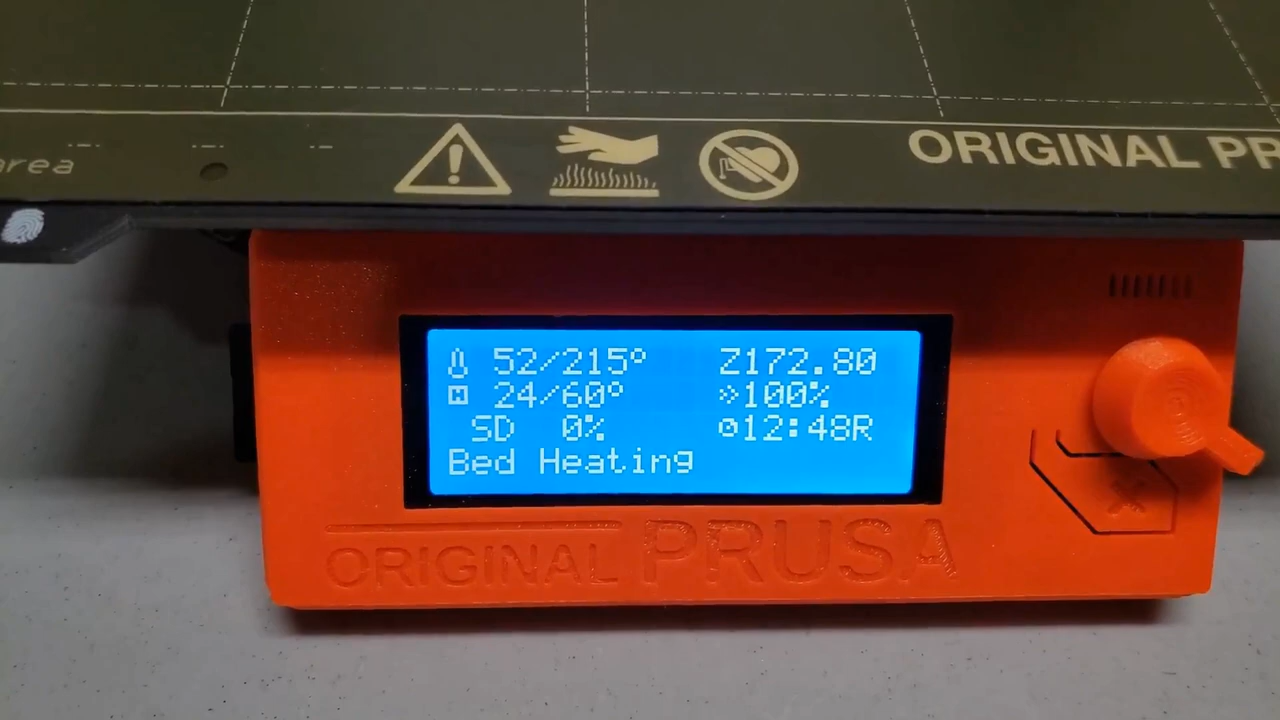 area
ORIGINAL PR
52/215° Z172.80
24/60° 100%
SD 0% 12:48R
Bed Heating
ORIGINAL PRUSA